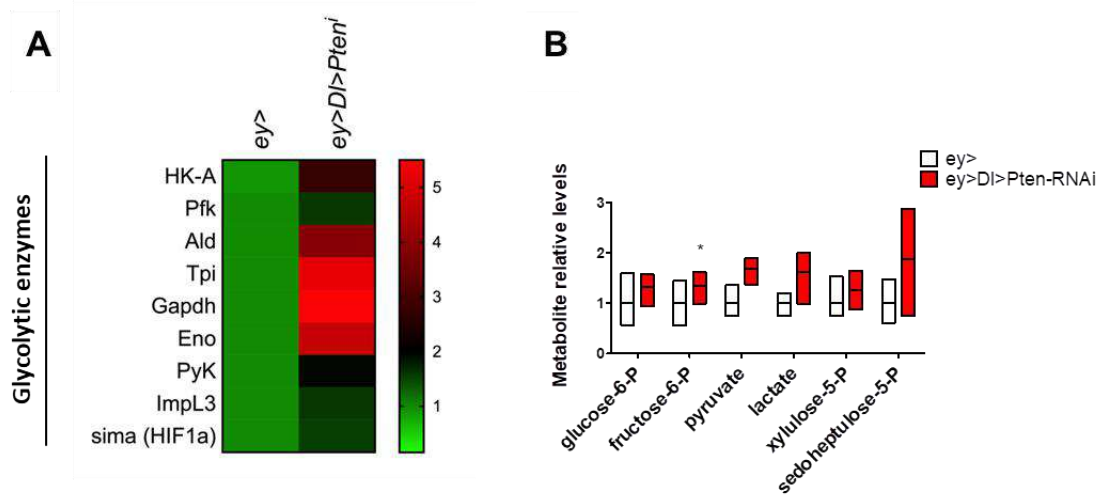 A
ey>
ey>Dl>Ptenⁱ
Glycolytic enzymes
HK-A
Pfk
Ald
Tpi
Gapdh
Eno
PyK
ImpL3
sima (HIF1a)
5
4
3
2
1
B
ey>
ey>Dl>Pten-RNAi
Metabolite relative levels
3
2
1
0
*
glucose-6-P
fructose-6-P
pyruvate
lactate
xylulose-5-P
sedoheptulose-5-P